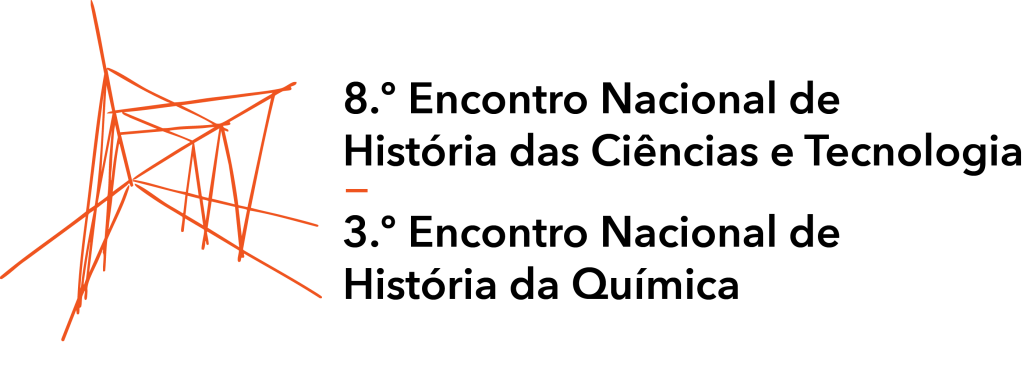 8.º Encontro Nacional de
História das Ciências e Tecnologia
–
3.º Encontro Nacional de
História da Química